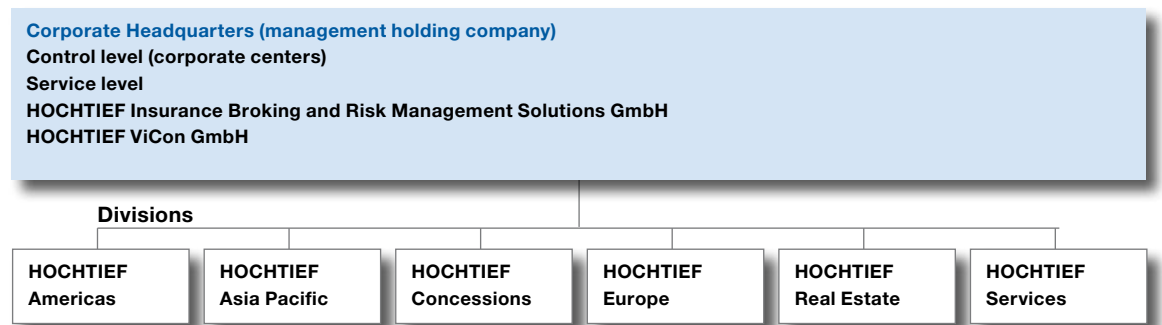 Corporate Headquarters (management holding company)
Control level (corporate centers)
Service level
HOCHTIEF Insurance Broking and Risk Management Solutions GmbH
HOCHTIEF ViCon GmbH
Divisions
HOCHTIEF
Americas
HOCHTIEF
Asia Pacific
HOCHTIEF
Concessions
HOCHTIEF
Europe
HOCHTIEF
Real Estate
HOCHTIEF
Services